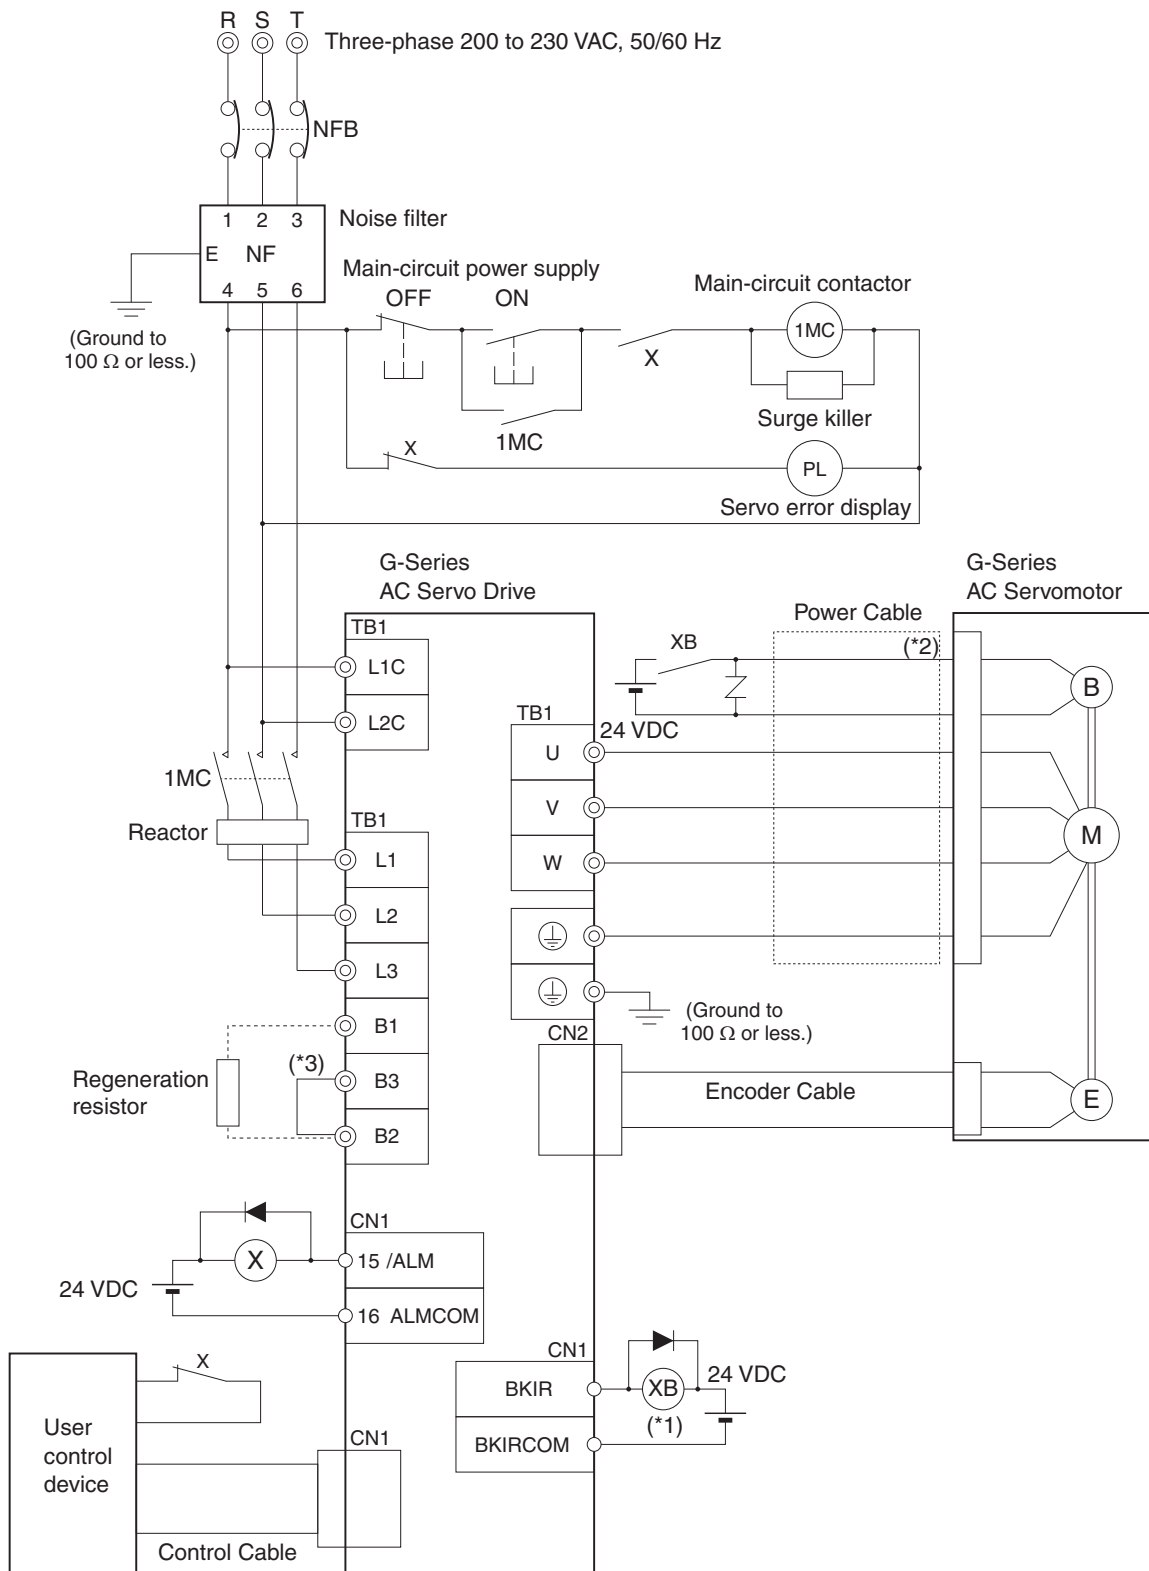 R S T
Three-phase 200 to 230 VAC, 50/60 Hz
NFB
1 2 3
Noise filter
E NF
4 5 6
(Ground to
100 Ω or less.)
Main-circuit power supply
OFF ON
X
1MC
Main-circuit contactor
1MC
Surge killer
X
PL
Servo error display
G-Series
AC Servo Drive
G-Series
AC Servomotor
TB1
L1C
L2C
1MC
Reactor
TB1
L1
L2
L3
B1
(*3)
B3
B2
Regeneration
resistor
XB
24 VDC
Power Cable
(*2)
TB1
U
V
W
B
M
E
(Ground to
100 Ω or less.)
CN2
Encoder Cable
CN1
X
15 /ALM
24 VDC
16 ALMCOM
CN1
BKIR
XB
24 VDC
(*1)
BKIRCOM
X
User
control
device
CN1
Control Cable